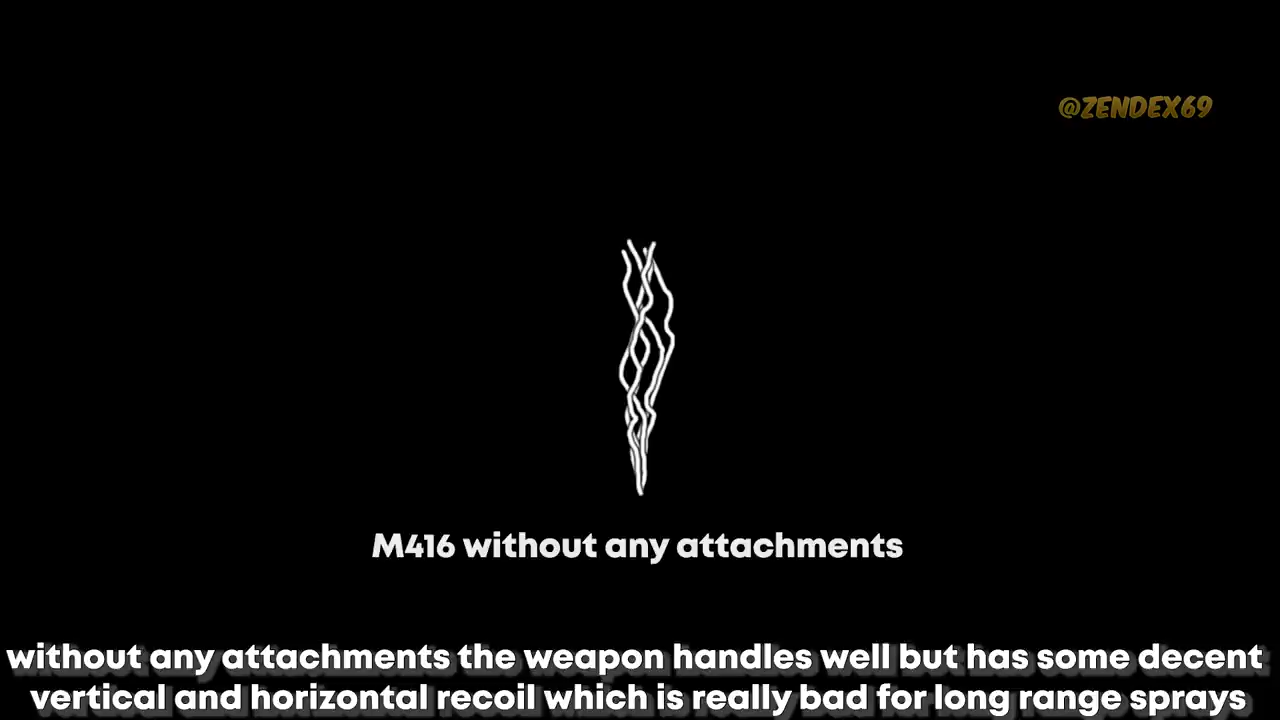 @ZENDEX69
M416 without any attachments
without any attachments the weapon handles well but has some decent
vertical and horizontal recoil which is really bad for long range sprays